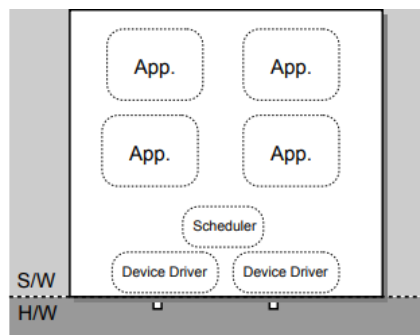 App. App.
App. App.
Scheduler
Device Driver Device Driver
S/W
H/W